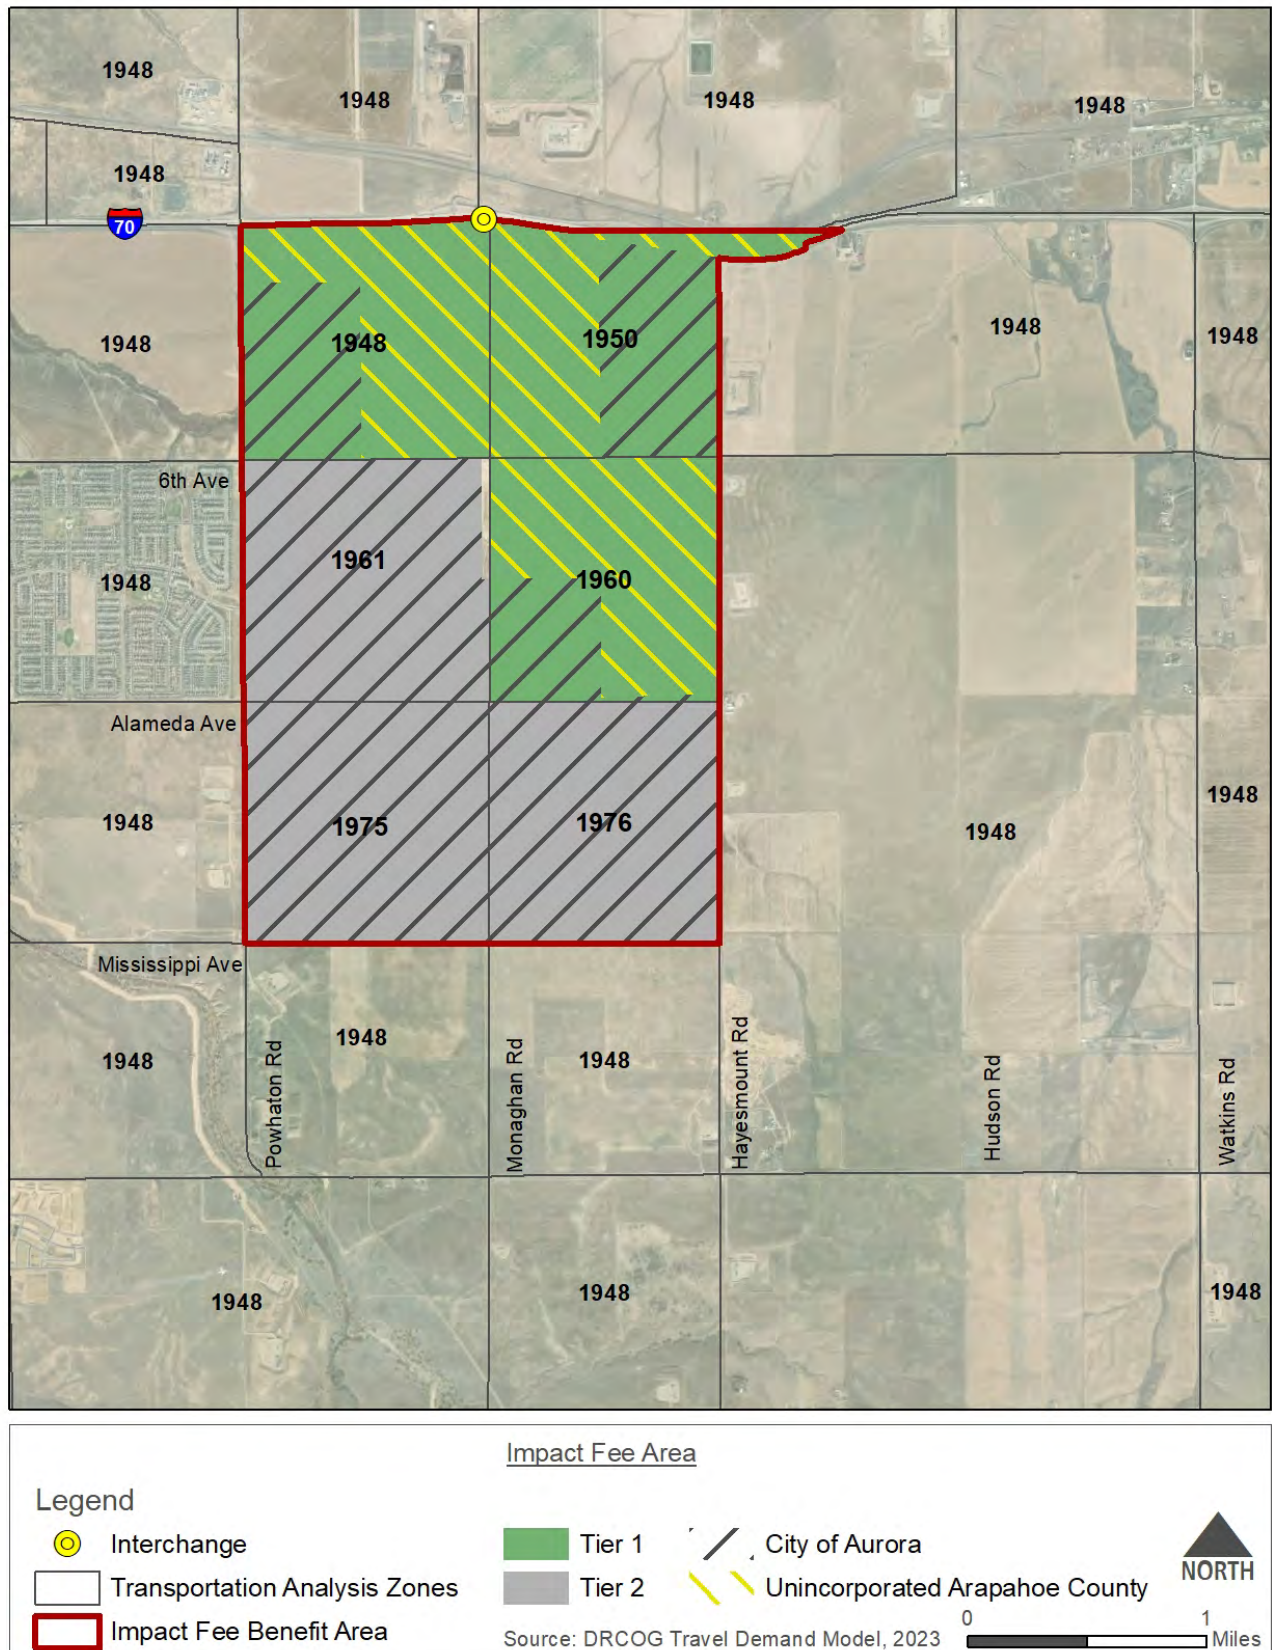 1948
1948
1948
1948
1948
70
1948
1948
1950
1948
1948
6th Ave
1961
1960
1948
Alameda Ave
1948
1975
1976
1948
1948
Mississippi Ave
1948
1948
1948
Powhaton Rd
Monaghan Rd
Hayesmount Rd
Hudson Rd
Watkins Rd
1948
1948
1948
Impact Fee Area
Legend
Interchange
Transportation Analysis Zones
Impact Fee Benefit Area
Tier 1
Tier 2
City of Aurora
Unincorporated Arapahoe County
NORTH
0 1
Miles
Source: DRCOG Travel Demand Model, 2023